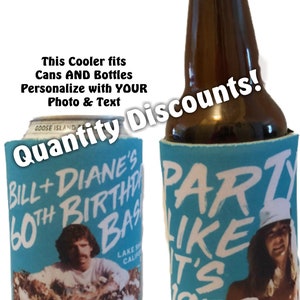 This Cooler fits
Cans AND Bottles
Personalize with YOUR
Photo & Text
Quantity Discounts!
GOOSE ISLAND
BILL + DIANE'S
60TH BIRTHDAY
BASH
LAKE
PARTY
LIKE
IT'S